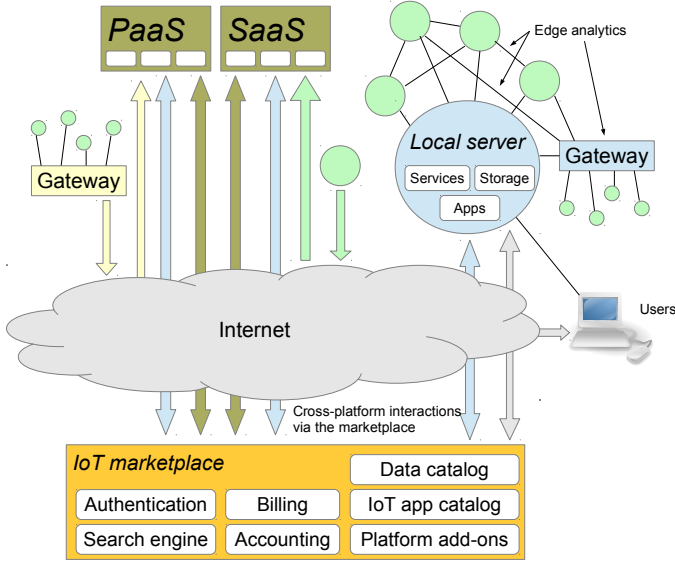 PaaS
SaaS
Edge analytics
Local server
Gateway
Services
Storage
Apps
Gateway
Internet
Users
Cross-platform interactions
via the marketplace
IoT marketplace
Data catalog
Authentication
Billing
IoT app catalog
Search engine
Accounting
Platform add-ons